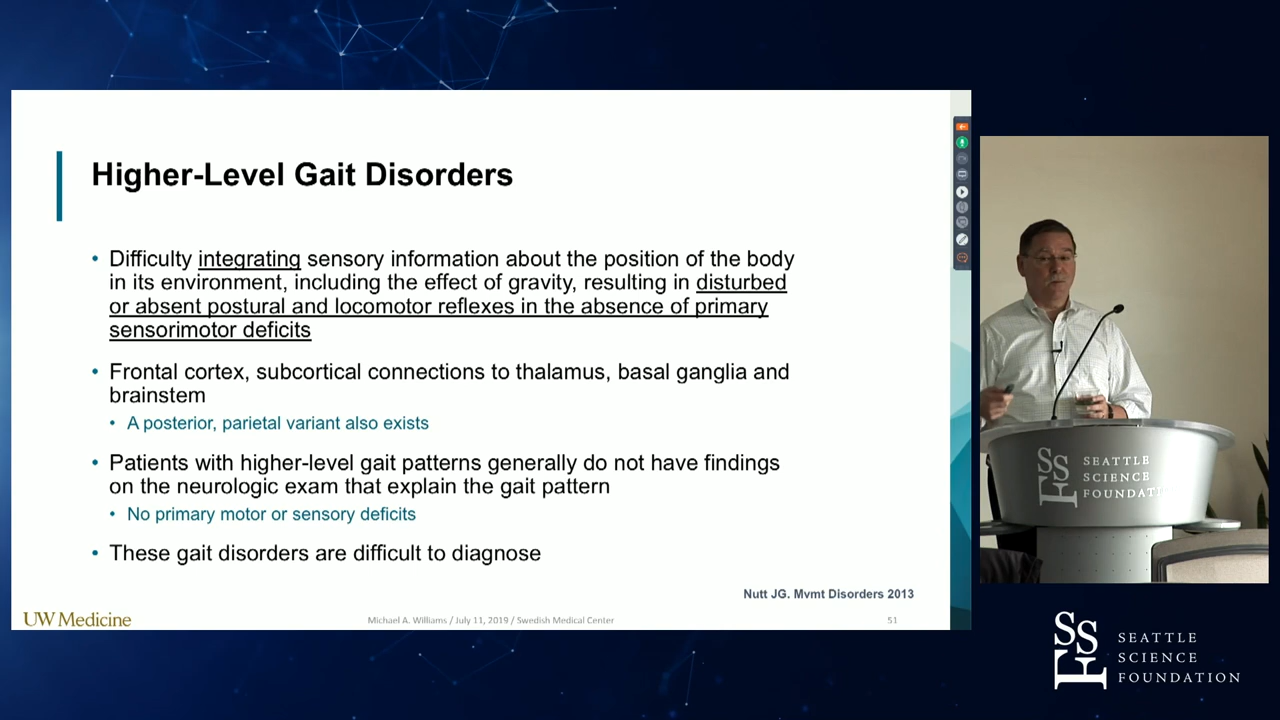 Higher-Level Gait Disorders
• Difficulty integrating sensory information about the position of the body
in its environment, including the effect of gravity, resulting in disturbed
or absent postural and locomotor reflexes in the absence of primary
sensorimotor deficits
• Frontal cortex, subcortical connections to thalamus, basal ganglia and
brainstem
• A posterior, parietal variant also exists
• Patients with higher-level gait patterns generally do not have findings
on the neurologic exam that explain the gait pattern
• No primary motor or sensory deficits
• These gait disorders are difficult to diagnose
Nutt JG. Mvmt Disorders 2013
UW Medicine
Michael A. Williams / July 11, 2019 / Swedish Medical Center
51
SSF
SEATTLE
SCIENCE
FOUNDAT
SSF
SEATTLE
SCIENCE
FOUNDATION